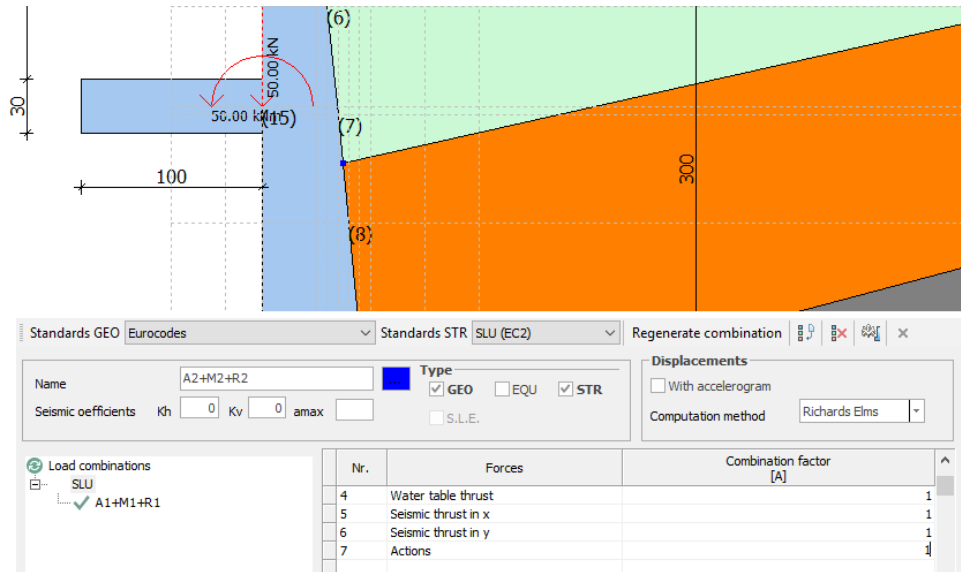 (6)
50.00 kN
30
50.00 kNm
(15)
(7)
100
300
(8)
Standards GEO Eurocodes Standards STR SLU (EC2) Regenerate combination
Name A2+M2+R2 ... Type Displacements
GEO EQU STR With accelerogram
Seismic oefficients Kh 0 Kv 0 amax S.L.E. Computation method Richards Elms
Load combinations
SLU
A1+M1+R1
Nr. Forces Combination factor
[A]
4 Water table thrust 1
5 Seismic thrust in x 1
6 Seismic thrust in y 1
7 Actions 1